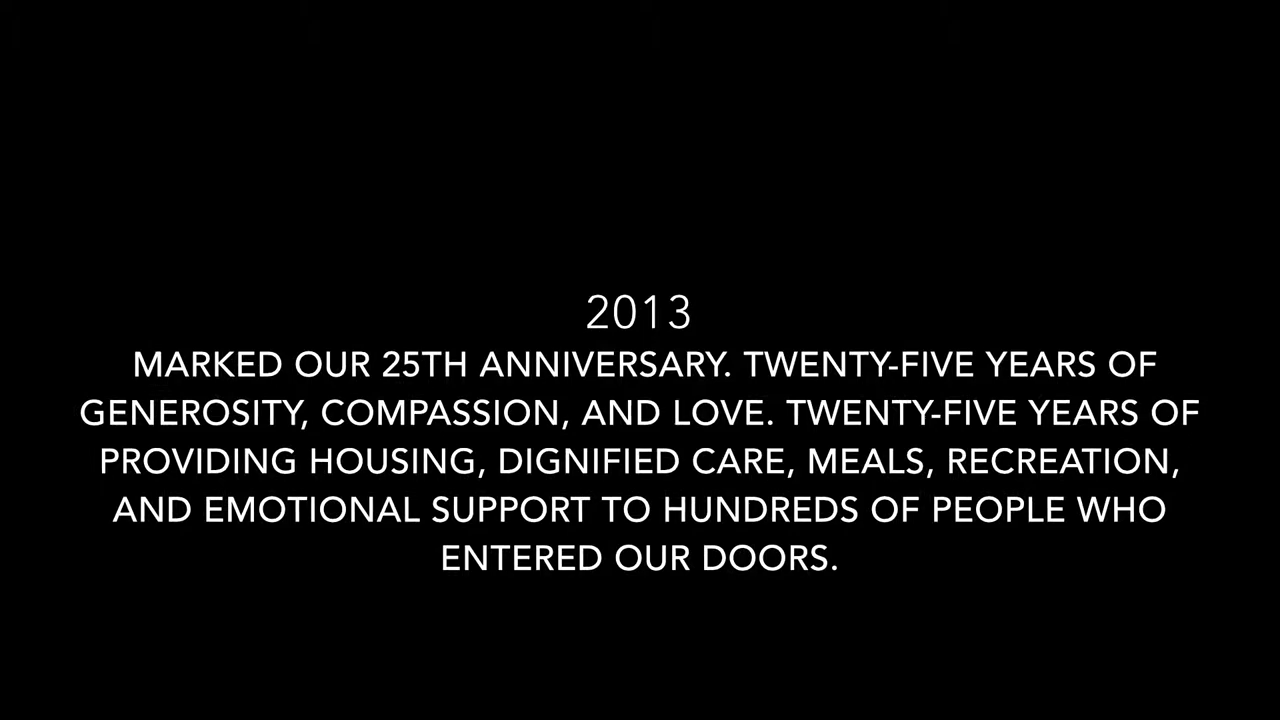 2013
MARKED OUR 25TH ANNIVERSARY. TWENTY-FIVE YEARS OF
GENEROSITY, COMPASSION, AND LOVE. TWENTY-FIVE YEARS OF
PROVIDING HOUSING, DIGNIFIED CARE, MEALS, RECREATION,
AND EMOTIONAL SUPPORT TO HUNDREDS OF PEOPLE WHO
ENTERED OUR DOORS.